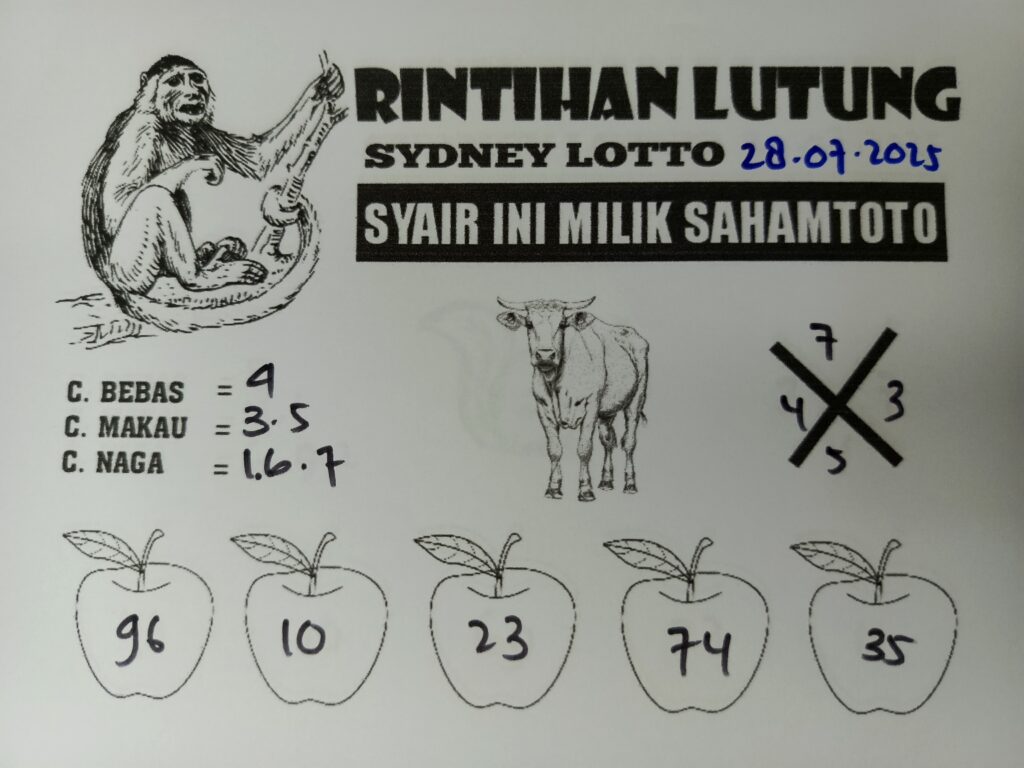 RINTIHAN LUTUNG
SYDNEY LOTTO 28.07.2025
SYAIR INI MILIK SAHAMTOTO
C. BEBAS = 9
C. MAKAU = 3.5
C. NAGA = 1.6.7
7
4 3
5
96 10 23 74 35